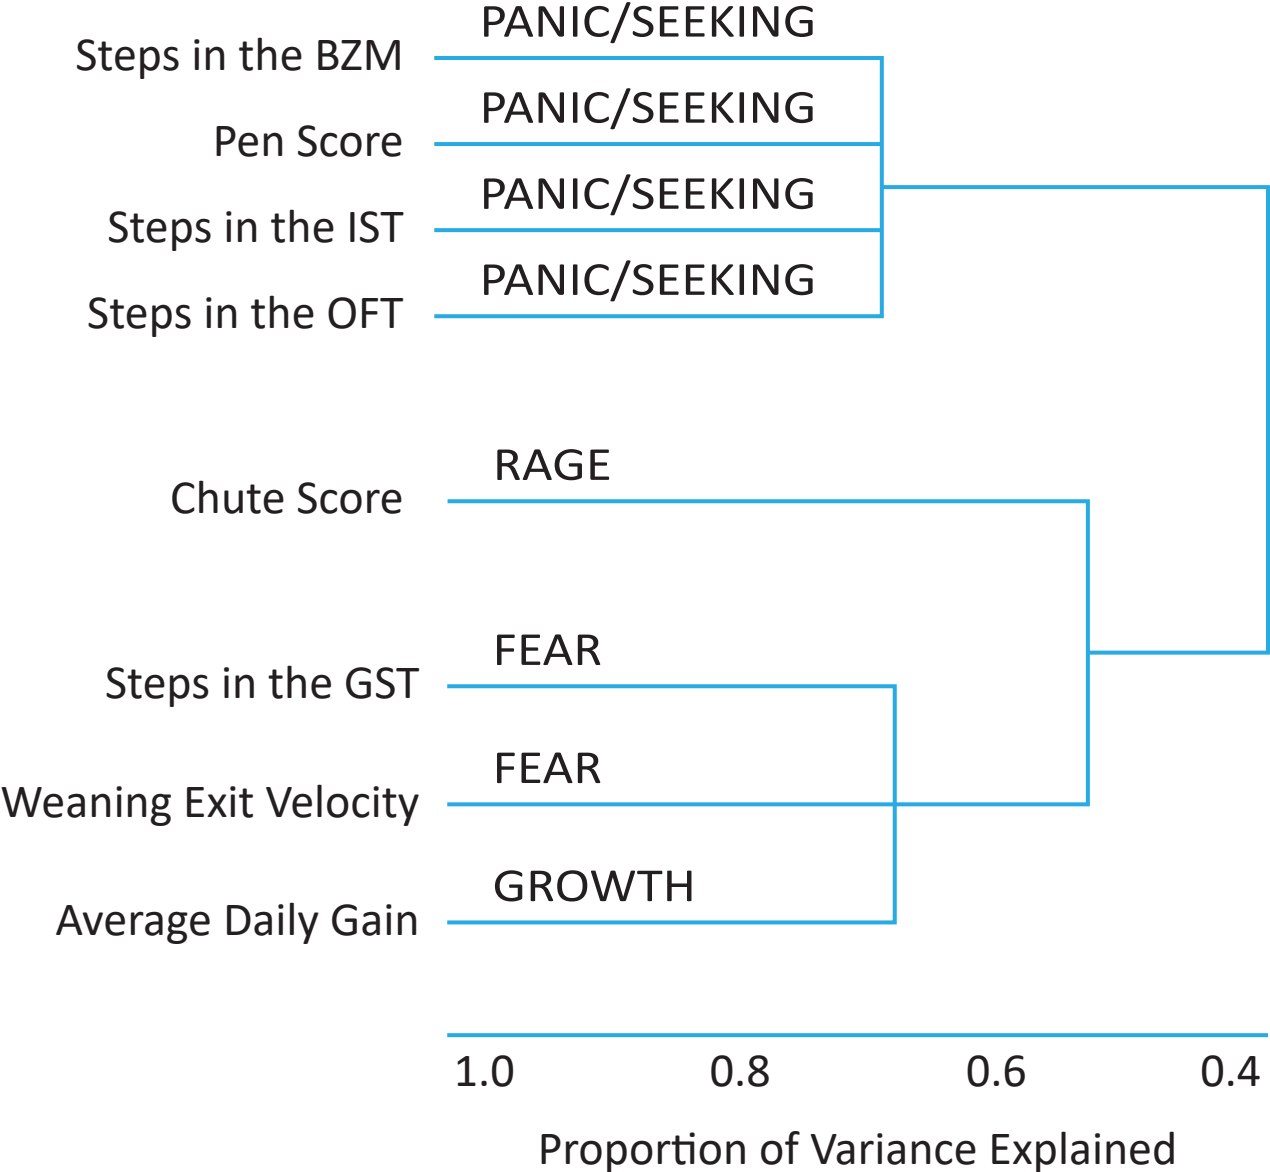 PANIC/SEEKING
Steps in the BZM
PANIC/SEEKING
Pen Score
PANIC/SEEKING
Steps in the IST
PANIC/SEEKING
Steps in the OFT
RAGE
Chute Score
FEAR
Steps in the GST
FEAR
Weaning Exit Velocity
GROWTH
Average Daily Gain
1.0 0.8 0.6 0.4
Proportion of Variance Explained